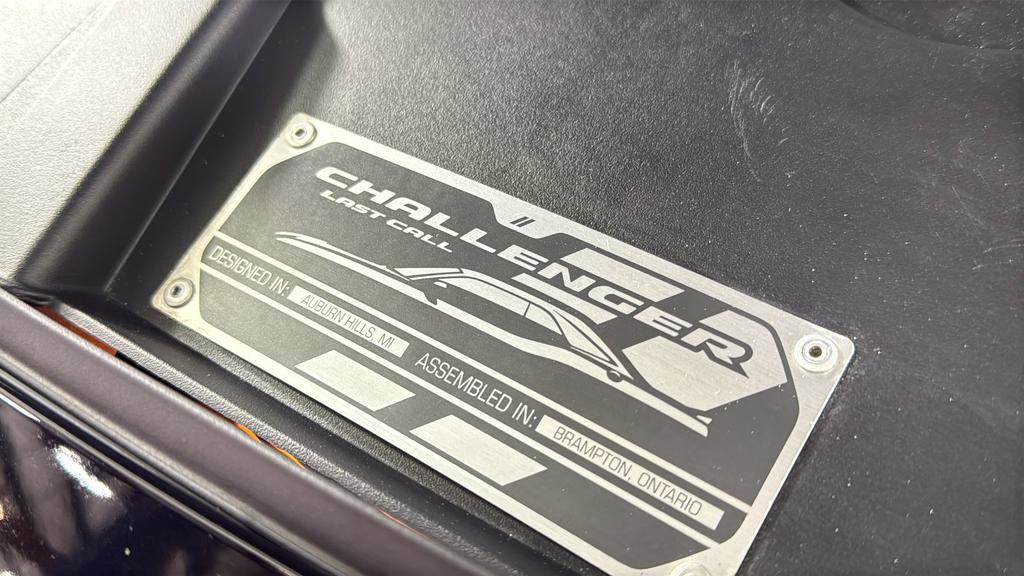 CHALLENGER
LAST CALL
DESIGNED IN: AUBURN HILLS, MI ASSEMBLED IN: BRAMPTON, ONTARIO